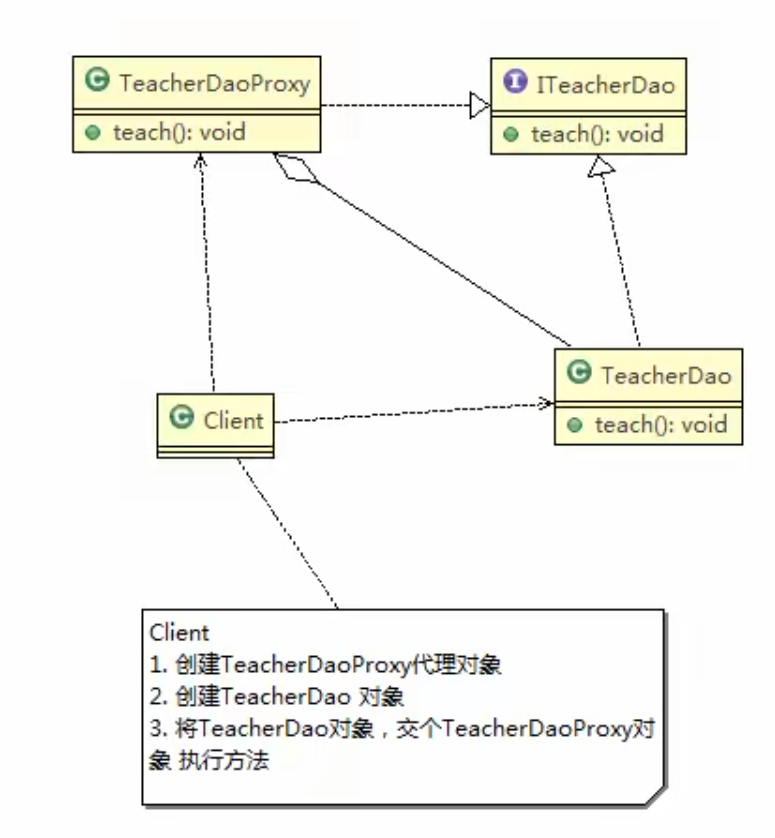 C TeacherDaoProxy
teach(): void
I ITeacherDao
teach(): void
C TeacherDao
teach(): void
C Client
Client
1. 创建TeacherDaoProxy代理对象
2. 创建TeacherDao 对象
3. 将TeacherDao对象，交个TeacherDaoProxy对
象 执行方法